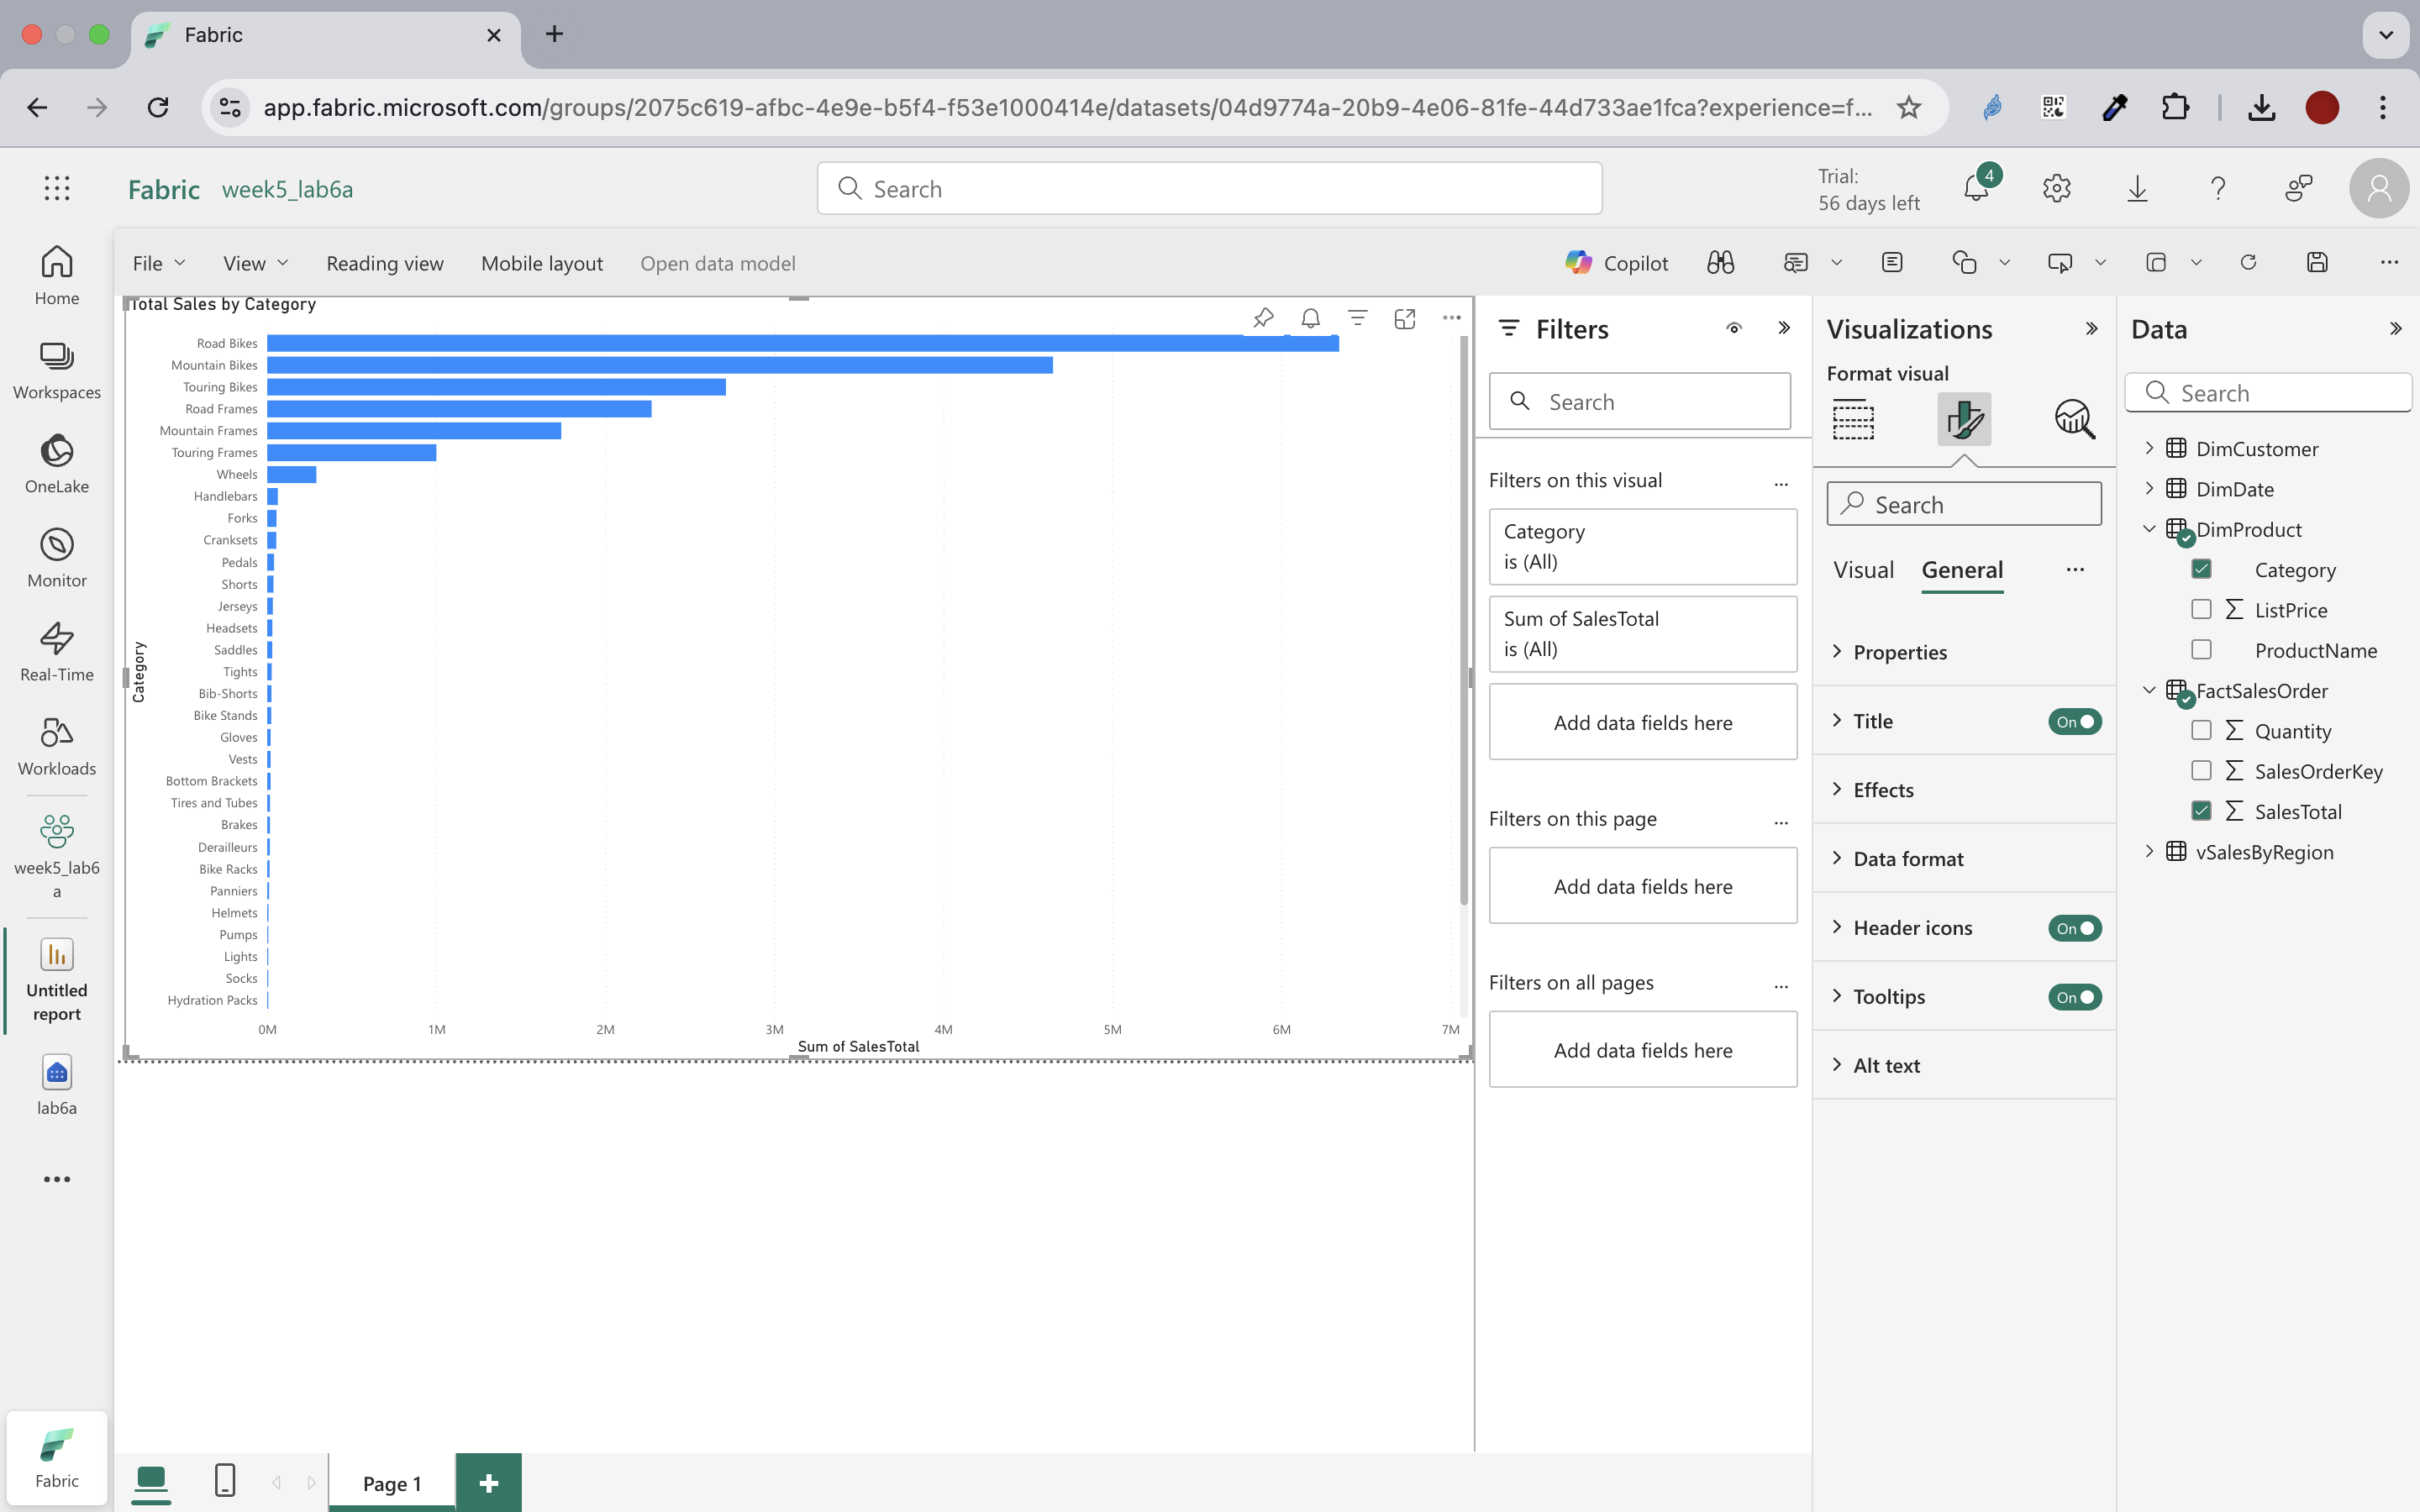 Fabric
app.fabric.microsoft.com/groups/2075c619-afbc-4e9e-b5f4-f53e1000414e/datasets/04d9774a-20b9-4e06-81fe-44d733ae1fca?experience=f...
Fabric week5_lab6a
Search
Trial:
56 days left
4
Home
Workspaces
OneLake
Monitor
Real-Time
Workloads
week5_lab6
a
Untitled
report
lab6a
Fabric
File View Reading view Mobile layout Open data model
Copilot
Total Sales by Category
Category
Road Bikes
Mountain Bikes
Touring Bikes
Road Frames
Mountain Frames
Touring Frames
Wheels
Handlebars
Forks
Cranksets
Pedals
Shorts
Jerseys
Headsets
Saddles
Tights
Bib-Shorts
Bike Stands
Gloves
Vests
Bottom Brackets
Tires and Tubes
Brakes
Derailleurs
Bike Racks
Panniers
Helmets
Pumps
Lights
Socks
Hydration Packs
0M 1M 2M 3M 4M 5M 6M 7M
Sum of SalesTotal
Filters
Search
Filters on this visual
Category
is (All)
Sum of SalesTotal
is (All)
Add data fields here
Filters on this page
Add data fields here
Filters on all pages
Add data fields here
Visualizations
Format visual
Search
Visual General
Properties
Title On
Effects
Data format
Header icons On
Tooltips On
Alt text
Data
Search
DimCustomer
DimDate
DimProduct
Category
ListPrice
ProductName
FactSalesOrder
Quantity
SalesOrderKey
SalesTotal
vSalesByRegion
Page 1